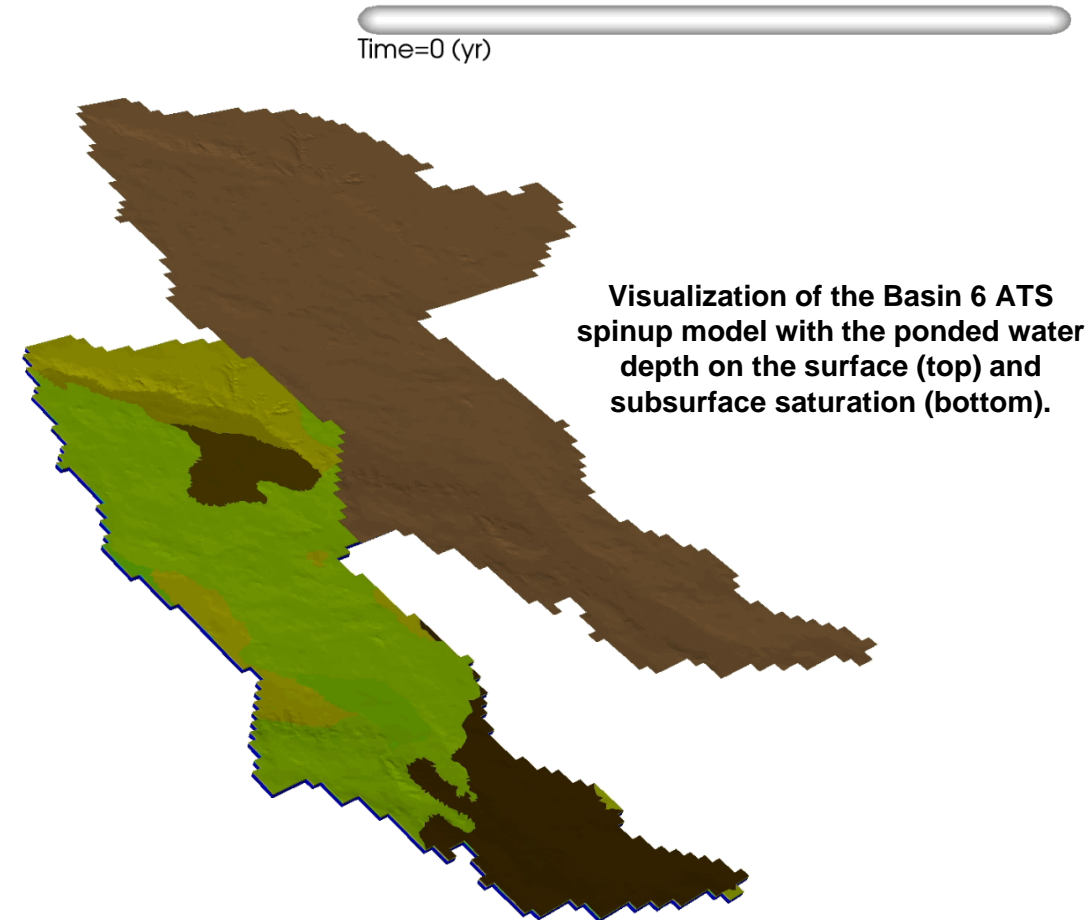 Time=0 (yr)
Visualization of the Basin 6 ATS
spinup model with the ponded water
depth on the surface (top) and
subsurface saturation (bottom).